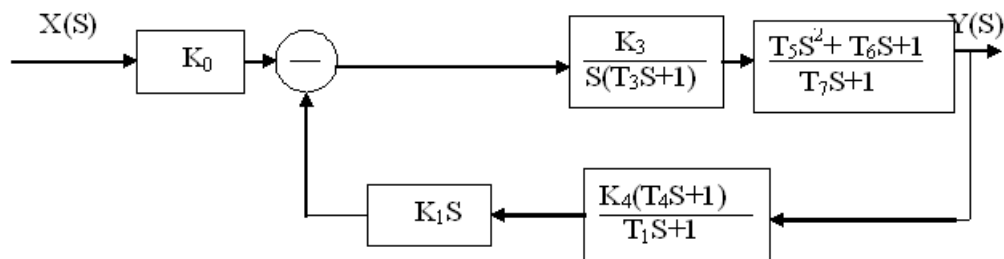 X(S)
Y(S)
K₀
—
K₃
S(T₃S+1)
T₅S²+ T₆S+1
T₇S+1
K₁S
K₄(T₄S+1)
T₁S+1